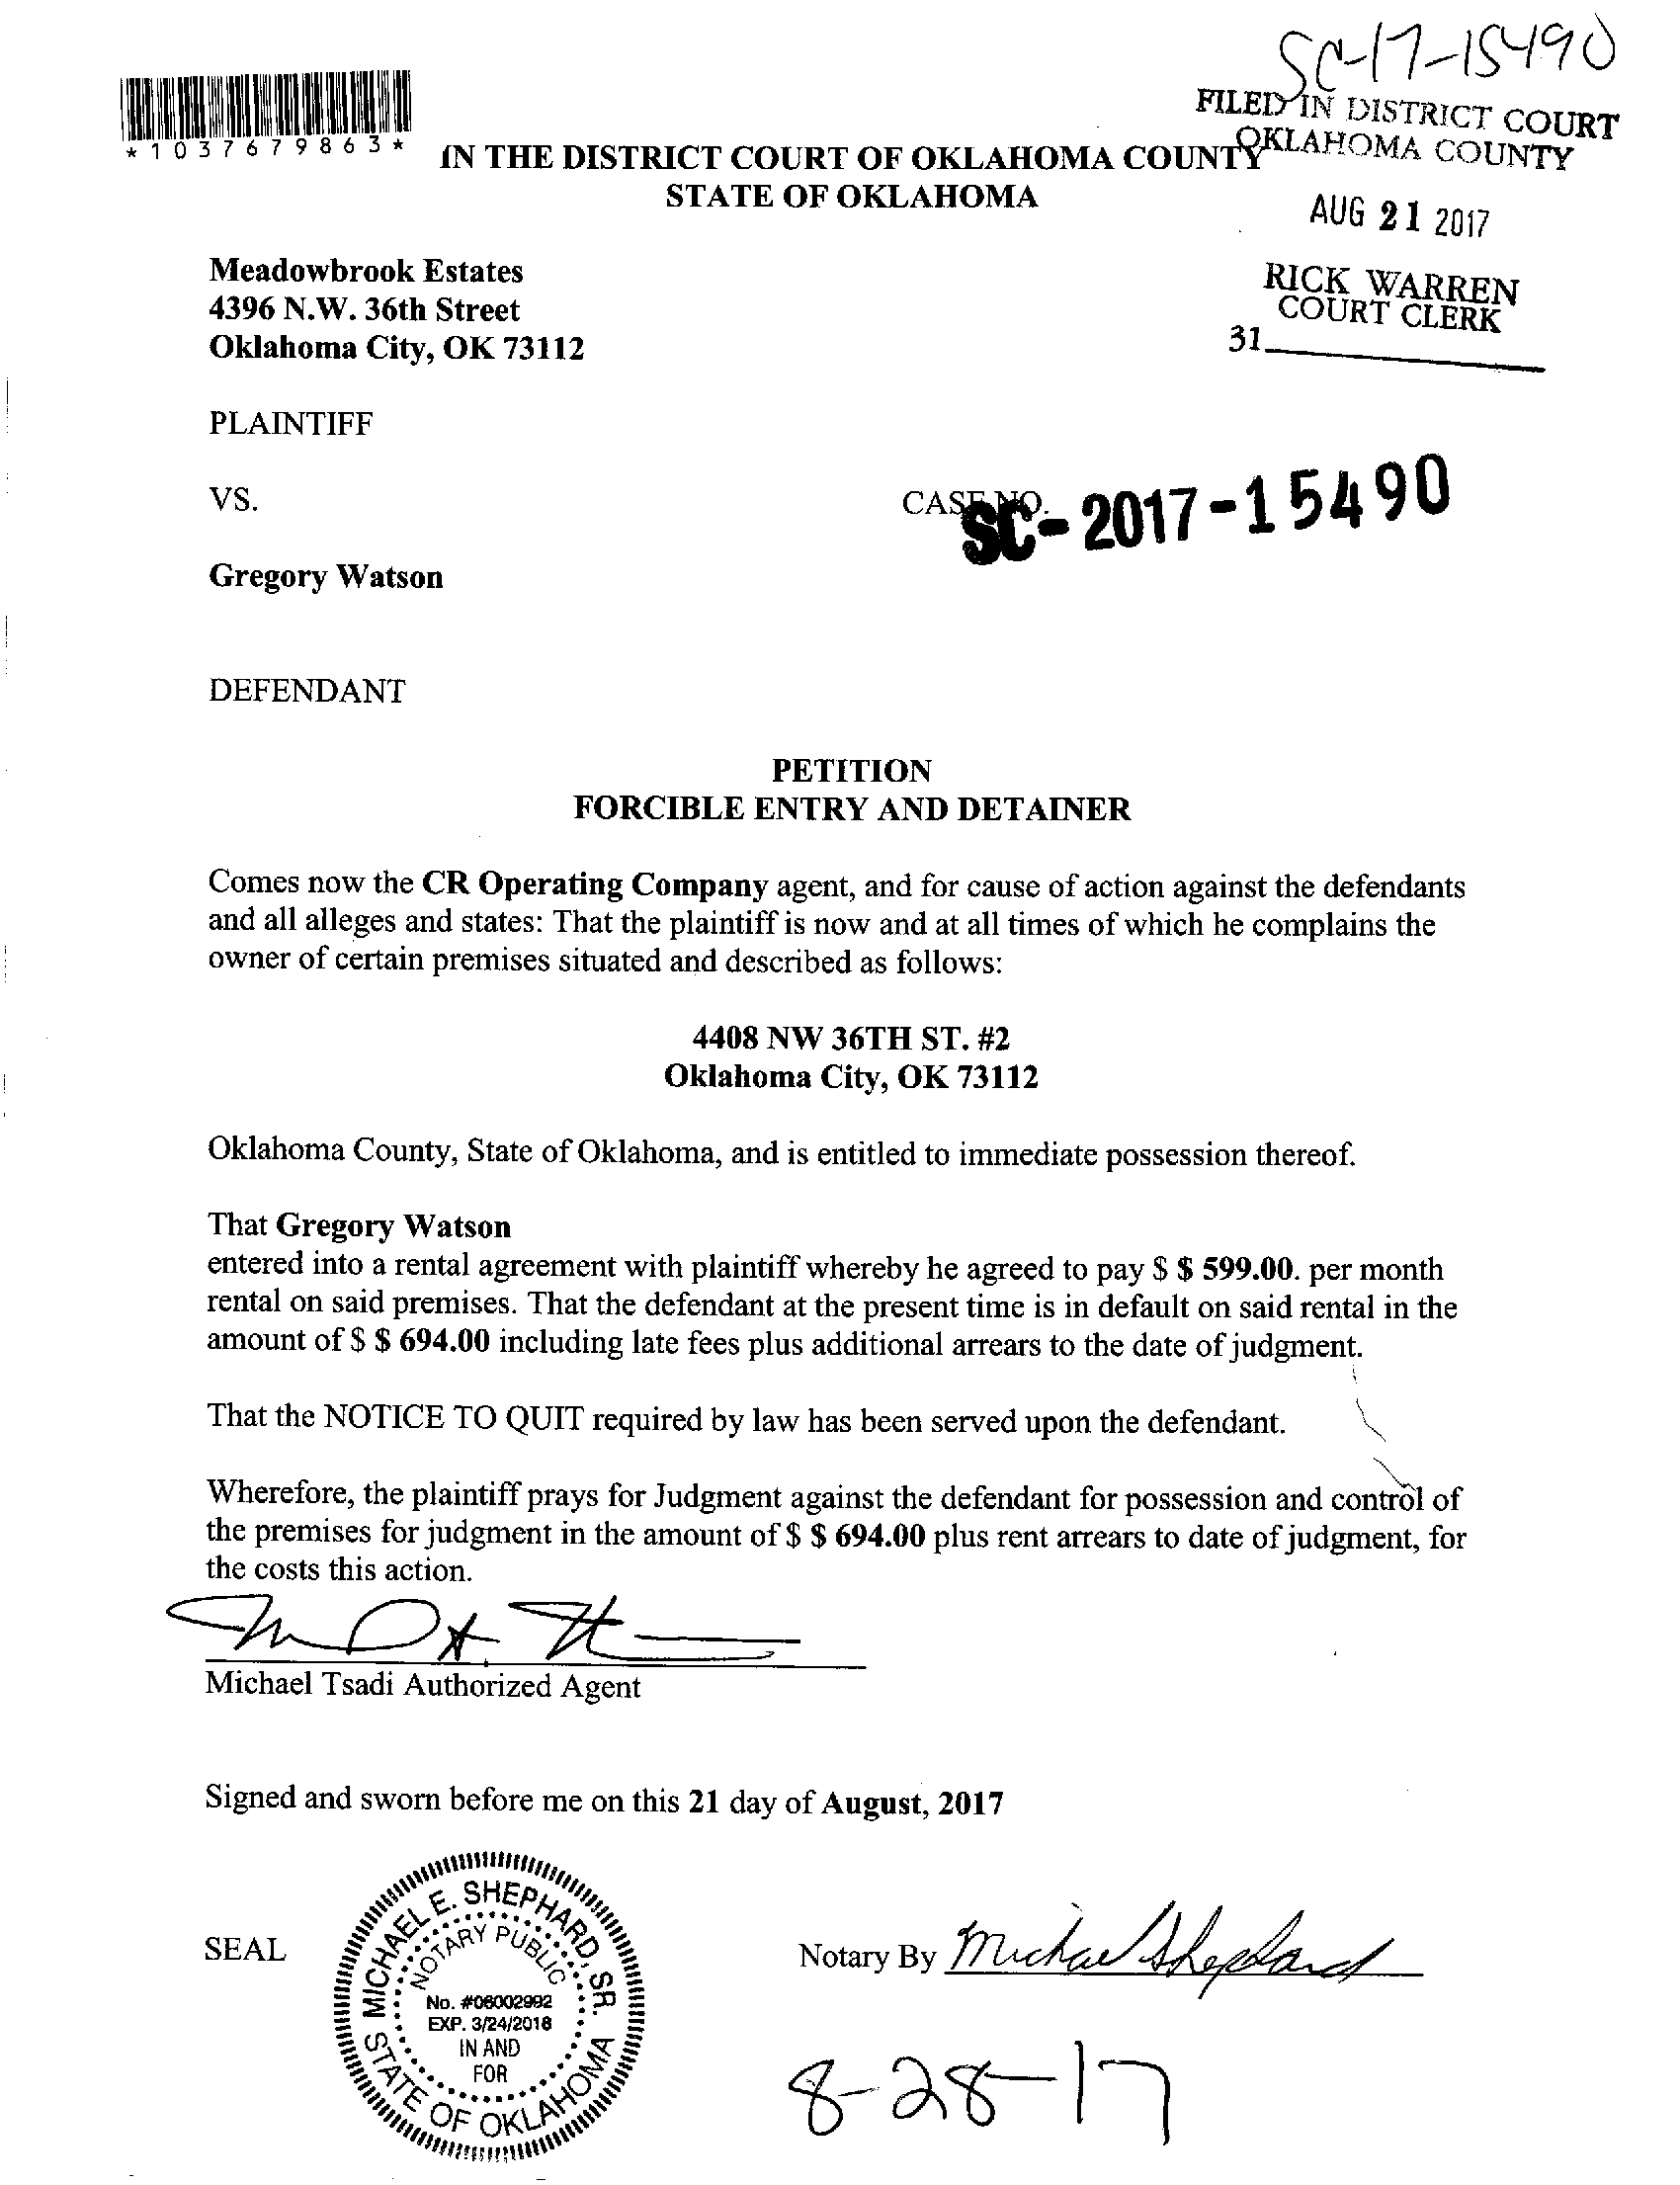 SC-17-15490
FILED IN DISTRICT COURT
OKLAHOMA COUNTY
*1037679863*
IN THE DISTRICT COURT OF OKLAHOMA COUNTY
STATE OF OKLAHOMA
AUG 21 2017
Meadowbrook Estates
4396 N.W. 36th Street
Oklahoma City, OK 73112
RICK WARREN
COURT CLERK
31
PLAINTIFF
VS.
CASE NO.
SC-2017-15490
Gregory Watson
DEFENDANT
PETITION
FORCIBLE ENTRY AND DETAINER
Comes now the CR Operating Company agent, and for cause of action against the defendants
and all alleges and states: That the plaintiff is now and at all times of which he complains the
owner of certain premises situated and described as follows:
4408 NW 36TH ST. #2
Oklahoma City, OK 73112
Oklahoma County, State of Oklahoma, and is entitled to immediate possession thereof.
That Gregory Watson
entered into a rental agreement with plaintiff whereby he agreed to pay $ $ 599.00. per month
rental on said premises. That the defendant at the present time is in default on said rental in the
amount of $ $ 694.00 including late fees plus additional arrears to the date of judgment.
That the NOTICE TO QUIT required by law has been served upon the defendant.
Wherefore, the plaintiff prays for Judgment against the defendant for possession and control of
the premises for judgment in the amount of $ $ 694.00 plus rent arrears to date of judgment, for
the costs this action.
Michael Tsadi Authorized Agent
Signed and sworn before me on this 21 day of August, 2017
SEAL
MICHAEL E. SHEPHARD, SR.
NOTARY PUBLIC
No. #06002992
EXP. 3/24/2018
IN AND
FOR
STATE OF OKLAHOMA
Notary By Michael Shephard
8-28-17